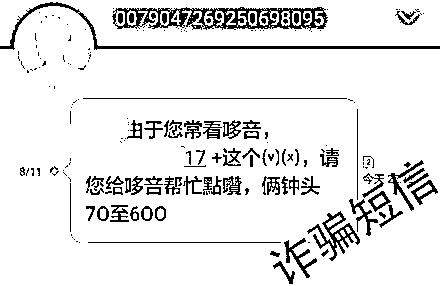 0079047269250698095
由于您常看哆音，
17 +这个(v)(x)，请
8/11
您给哆音帮忙點囋，俩钟头
今天
70至600
诈骗短信